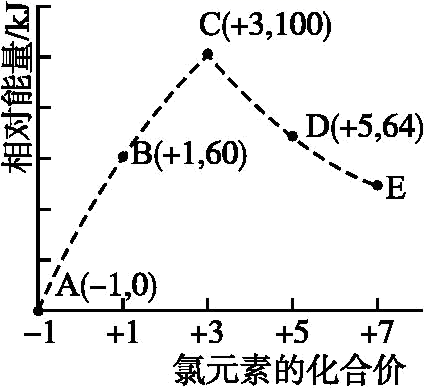 相对能量/kJ
C(+3,100)
D(+5,64)
B(+1,60)
E
A(−1,0)
−1 +1 +3 +5 +7
氯元素的化合价